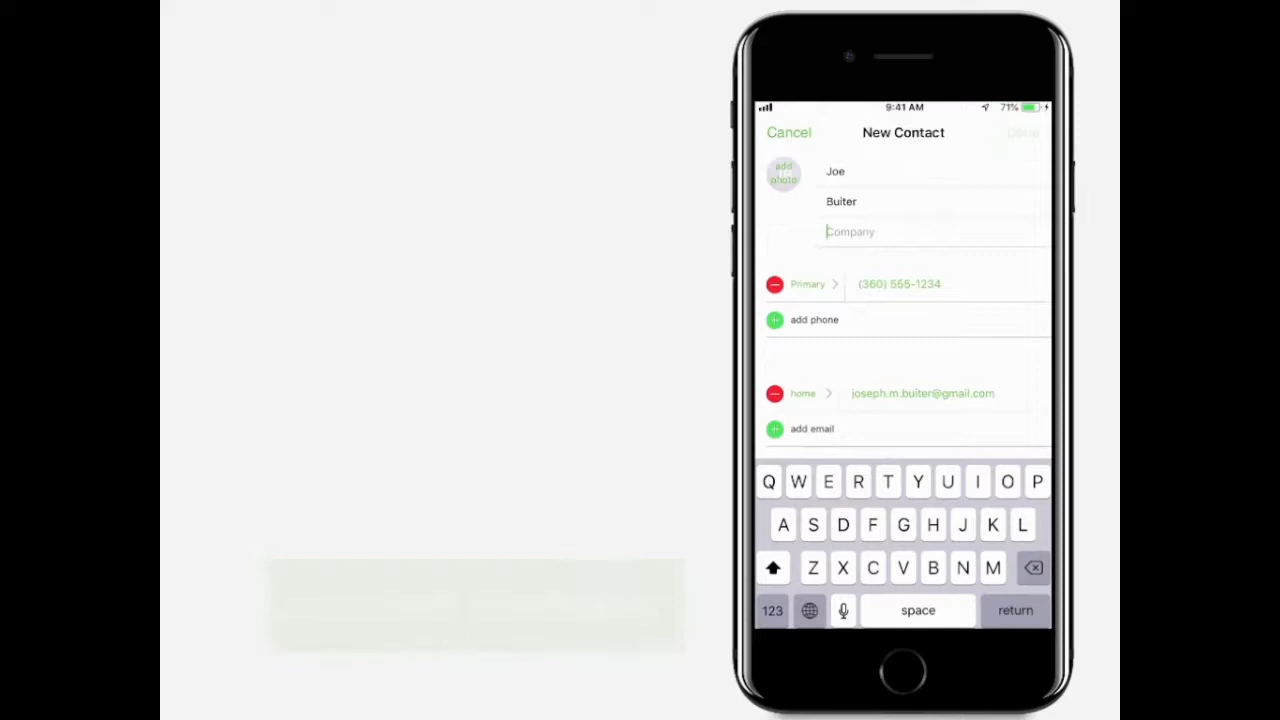 9:41 AM 71%
Cancel New Contact Done
add
photo
Joe
Buiter
Company
Primary (360) 555-1234
add phone
home joseph.m.buiter@gmail.com
add email
Q W E R T Y U I O P
A S D F G H J K L
Z X C V B N M
123 space return